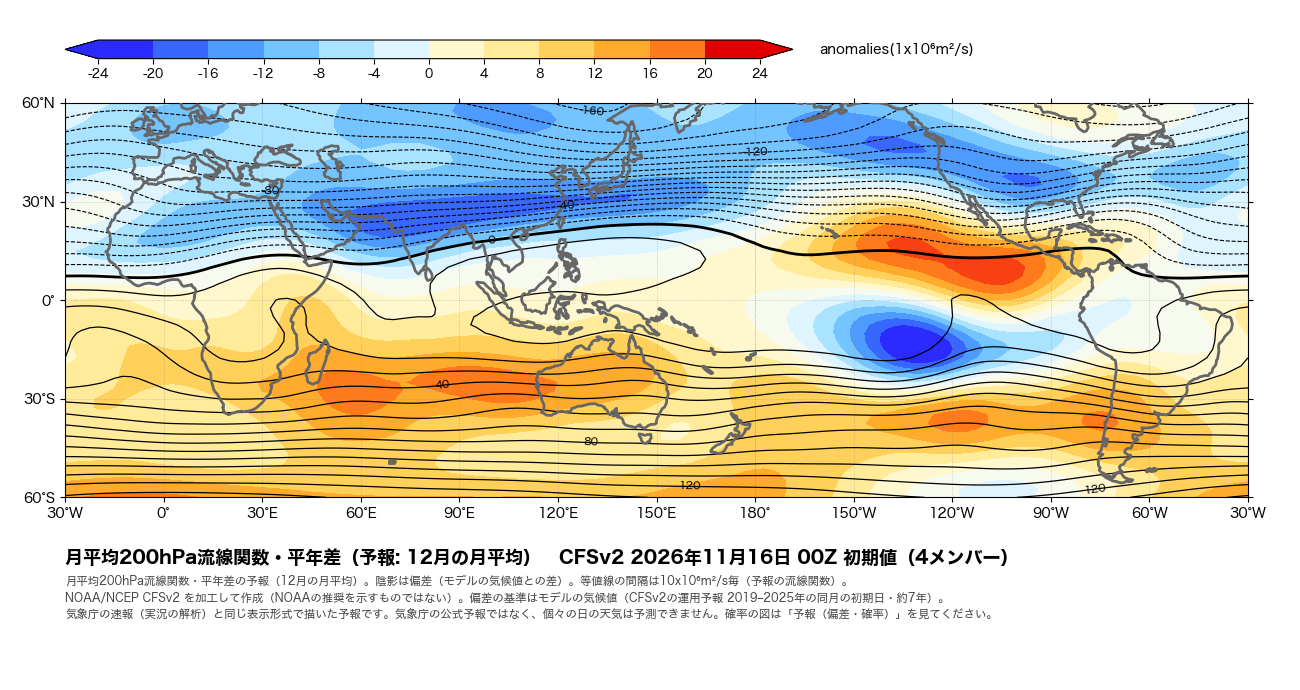 anomalies(1x10⁶m²/s)
-24 -20 -16 -12 -8 -4 0 4 8 12 16 20 24
60°N
30°N
0°
30°S
60°S
-160
-120
-80
-40
0
40
80
120
120
30°W 0° 30°E 60°E 90°E 120°E 150°E 180° 150°W 120°W 90°W 60°W 30°W
月平均200hPa流線関数・平年差（予報: 12月の月平均） CFSv2 2026年11月16日 00Z 初期値（4メンバー）
月平均200hPa流線関数・平年差の予報（12月の月平均）。陰影は偏差（モデルの気候値との差）。等値線の間隔は10x10⁶m²/s毎（予報の流線関数）。
NOAA/NCEP CFSv2 を加工して作成（NOAAの推奨を示すものではない）。偏差の基準はモデルの気候値（CFSv2の運用予報 2019–2025年の同月の初期日・約7年）。
気象庁の速報（実況の解析）と同じ表示形式で描いた予報です。気象庁の公式予報ではなく、個々の日の天気は予測できません。確率の図は「予報（偏差・確率）」を見てください。